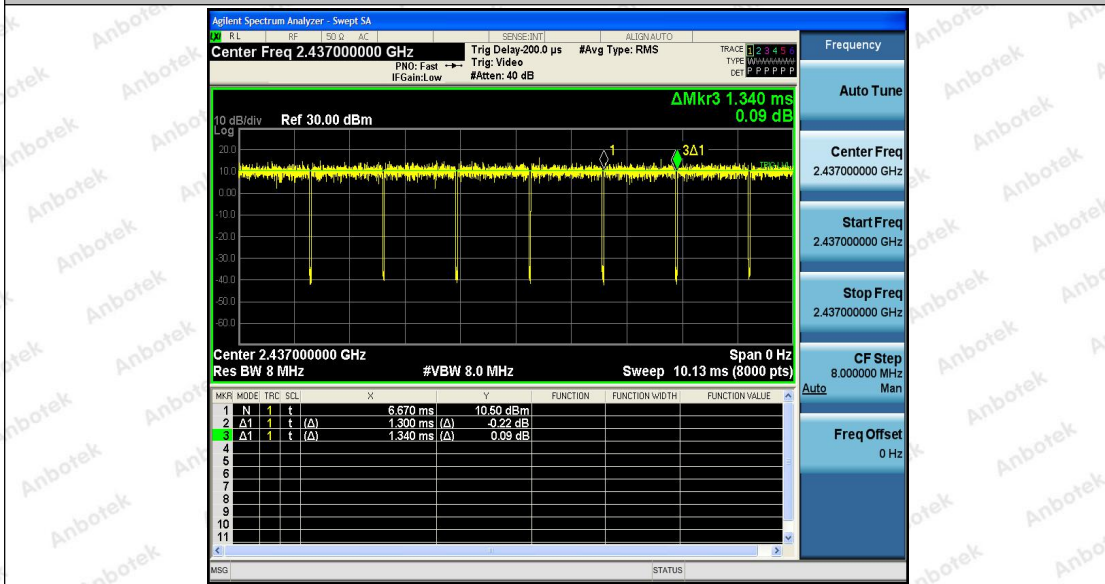 Agilent Spectrum Analyzer - Swept SA
RL RF 50 Ω AC SENSE:INT ALIGNAUTO
Center Freq 2.437000000 GHz
PNO: Fast
IFGain:Low
Trig Delay-200.0 µs
Trig: Video
#Atten: 40 dB
#Avg Type: RMS
TRACE 1 2 3 4 5 6
TYPE
DET P P P P P P
ΔMkr3 1.340 ms
0.09 dB
10 dB/div Ref 30.00 dBm
Log
20.0
10.0
0.00
-10.0
-20.0
-30.0
-40.0
-50.0
-60.0
1
3Δ1
Center 2.437000000 GHz Span 0 Hz
Res BW 8 MHz #VBW 8.0 MHz Sweep 10.13 ms (8000 pts)
MKR MODE TRC SCL X Y FUNCTION FUNCTION WIDTH FUNCTION VALUE
1 N 1 t 6.670 ms 10.50 dBm
2 Δ1 1 t (Δ) 1.300 ms (Δ) -0.22 dB
3 Δ1 1 t (Δ) 1.340 ms (Δ) 0.09 dB
4
5
6
7
8
9
10
11
MSG STATUS
Frequency
Auto Tune
Center Freq
2.437000000 GHz
Start Freq
2.437000000 GHz
Stop Freq
2.437000000 GHz
CF Step
8.000000 MHz
Auto Man
Freq Offset
0 Hz
Anbotek